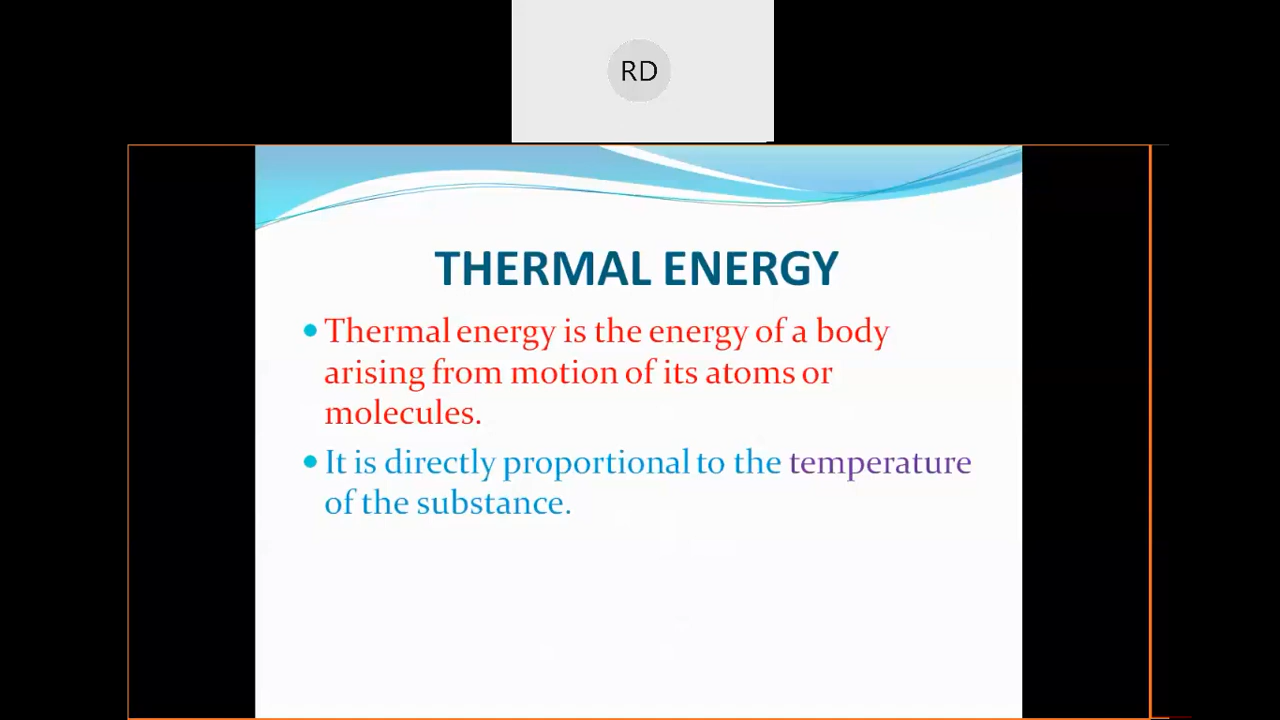 RD
THERMAL ENERGY
• Thermal energy is the energy of a body
arising from motion of its atoms or
molecules.
• It is directly proportional to the temperature
of the substance.